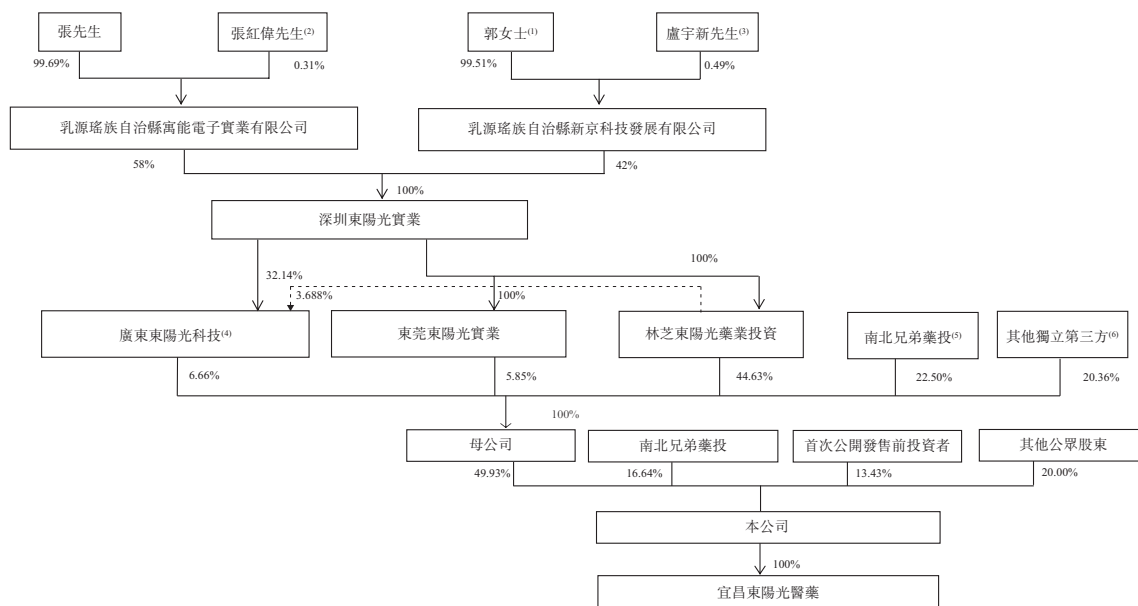 張先生
張紅偉先生(2)
郭女士(1)
盧宇新先生(3)
99.69%
0.31%
99.51%
0.49%
乳源瑤族自治縣寓能電子實業有限公司
乳源瑤族自治縣新京科技發展有限公司
58%
42%
100%
深圳東陽光實業
100%
32.14%
3.688%
100%
廣東東陽光科技(4)
東莞東陽光實業
林芝東陽光藥業投資
南北兄弟藥投(5)
其他獨立第三方(6)
6.66%
5.85%
44.63%
22.50%
20.36%
100%
母公司
南北兄弟藥投
首次公開發售前投資者
其他公眾股東
49.93%
16.64%
13.43%
20.00%
本公司
100%
宜昌東陽光醫藥